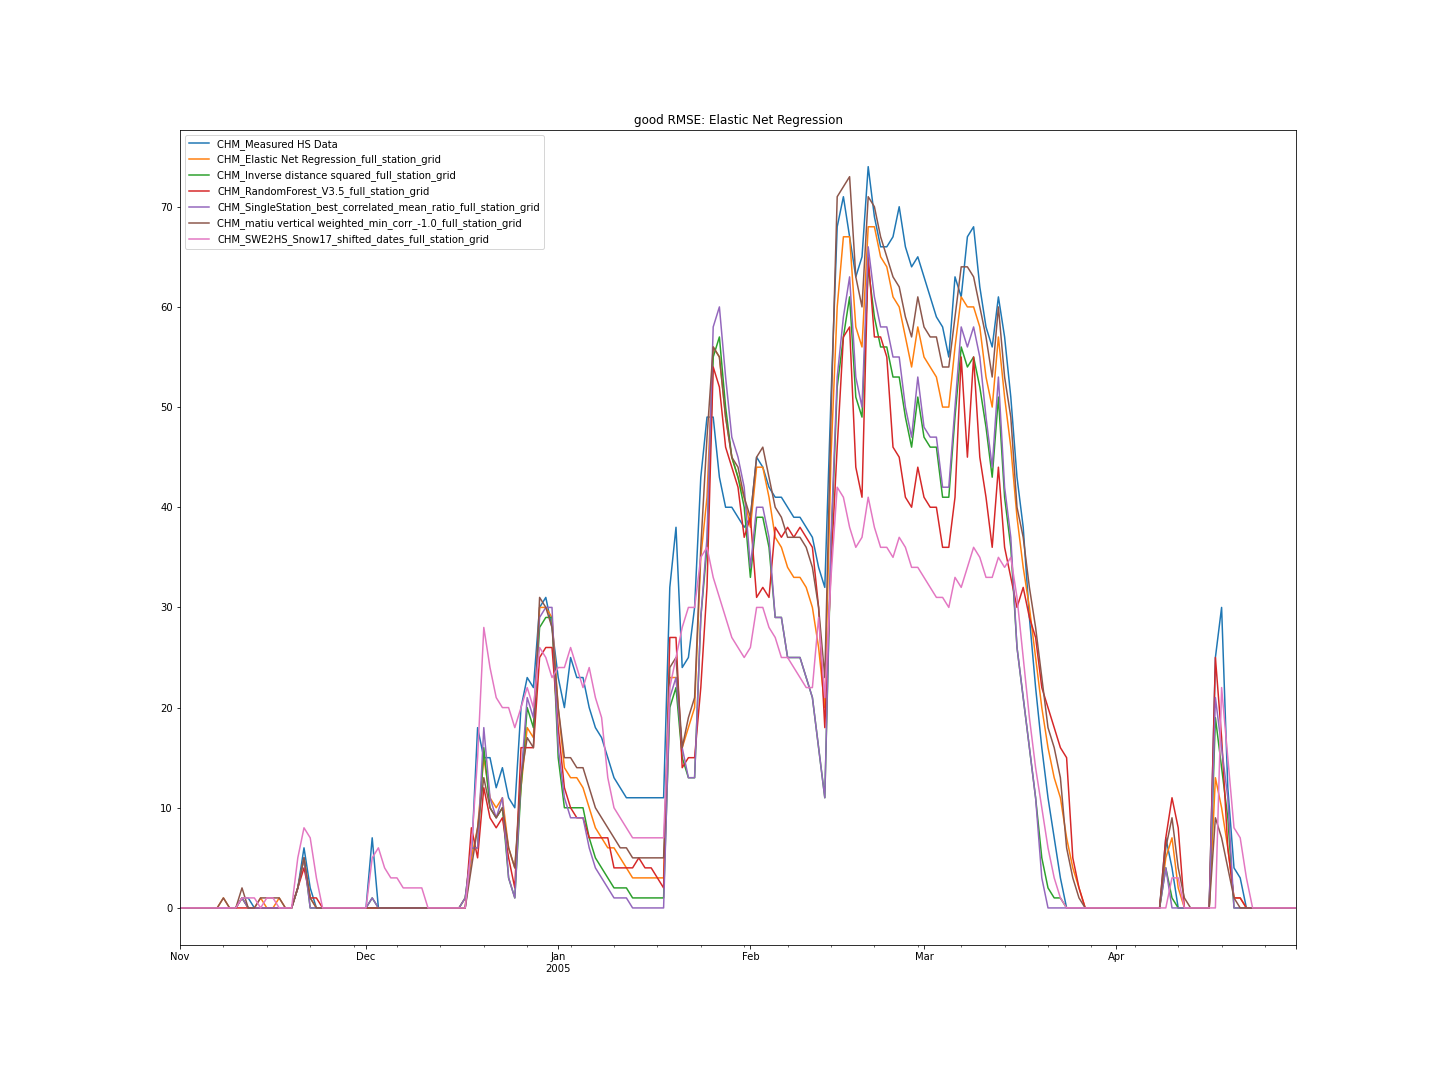 good RMSE: Elastic Net Regression
CHM_Measured HS Data
CHM_Elastic Net Regression_full_station_grid
CHM_Inverse distance squared_full_station_grid
CHM_RandomForest_V3.5_full_station_grid
CHM_SingleStation_best_correlated_mean_ratio_full_station_grid
CHM_matiu vertical weighted_min_corr_-1.0_full_station_grid
CHM_SWE2HS_Snow17_shifted_dates_full_station_grid
70
60
50
40
30
20
10
0
Nov Dec Jan Feb Mar Apr
2005